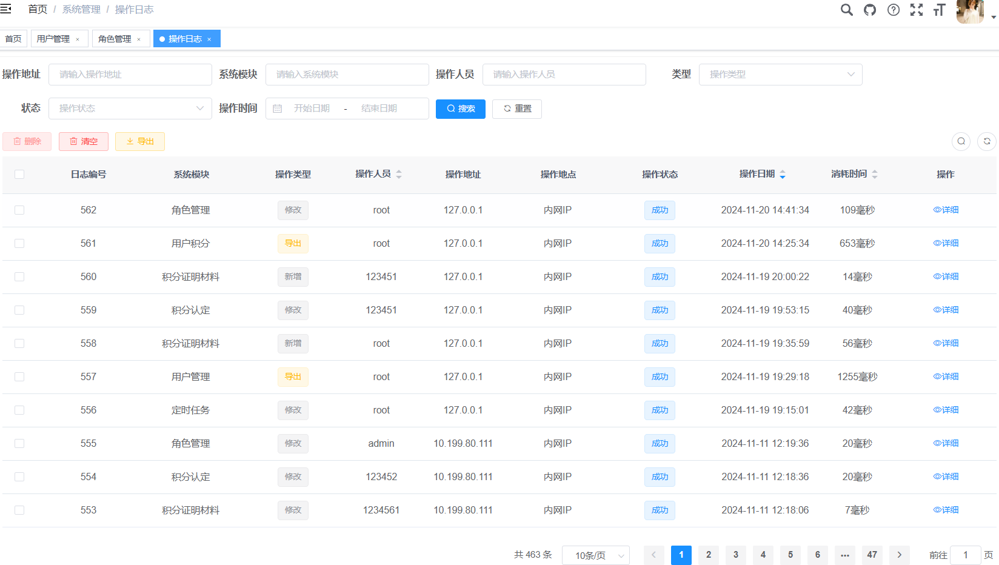 首页 / 系统管理 / 操作日志
首页 用户管理 × 角色管理 × 操作日志 ×
操作地址 请输入操作地址 系统模块 请输入系统模块 操作人员 请输入操作人员 类型 操作类型
状态 操作状态 操作时间 开始日期 - 结束日期 搜索 重置
删除 清空 导出
日志编号 系统模块 操作类型 操作人员 操作地址 操作地点 操作状态 操作日期 消耗时间 操作
562 角色管理 修改 root 127.0.0.1 内网IP 成功 2024-11-20 14:41:34 109毫秒 详细
561 用户积分 导出 root 127.0.0.1 内网IP 成功 2024-11-20 14:25:34 653毫秒 详细
560 积分证明材料 新增 123451 127.0.0.1 内网IP 成功 2024-11-19 20:00:22 14毫秒 详细
559 积分认定 修改 123451 127.0.0.1 内网IP 成功 2024-11-19 19:53:15 40毫秒 详细
558 积分证明材料 新增 root 127.0.0.1 内网IP 成功 2024-11-19 19:35:59 56毫秒 详细
557 用户管理 导出 root 127.0.0.1 内网IP 成功 2024-11-19 19:29:18 1255毫秒 详细
556 定时任务 修改 root 127.0.0.1 内网IP 成功 2024-11-19 19:15:01 42毫秒 详细
555 角色管理 修改 admin 10.199.80.111 内网IP 成功 2024-11-11 12:19:36 20毫秒 详细
554 积分认定 修改 123452 10.199.80.111 内网IP 成功 2024-11-11 12:18:36 20毫秒 详细
553 积分证明材料 修改 1234561 10.199.80.111 内网IP 成功 2024-11-11 12:18:06 7毫秒 详细
共 463 条 10条/页 1 2 3 4 5 6 ••• 47 前往 1 页